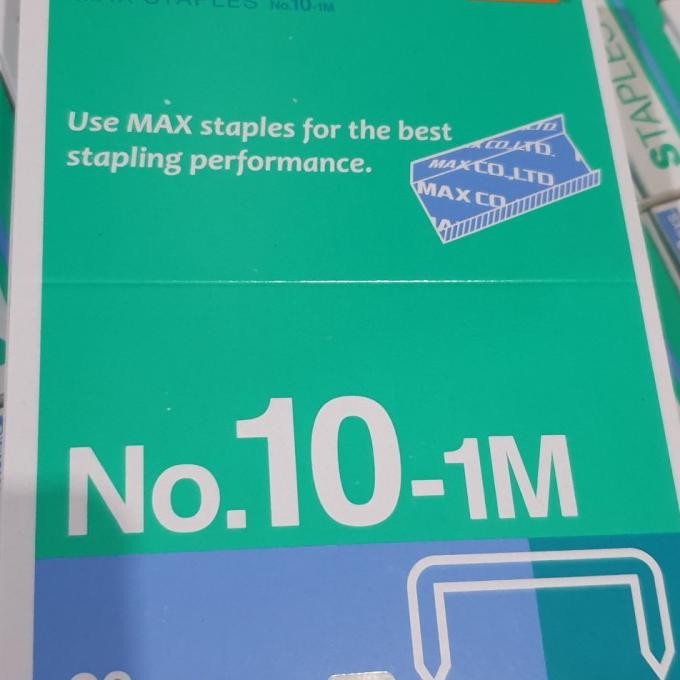 STAPLES No.10-1M
Use MAX staples for the best
stapling performance.
CO.,LTD.
MAX CO.,LTD
MAX CO
No.10-1M
STAPLES